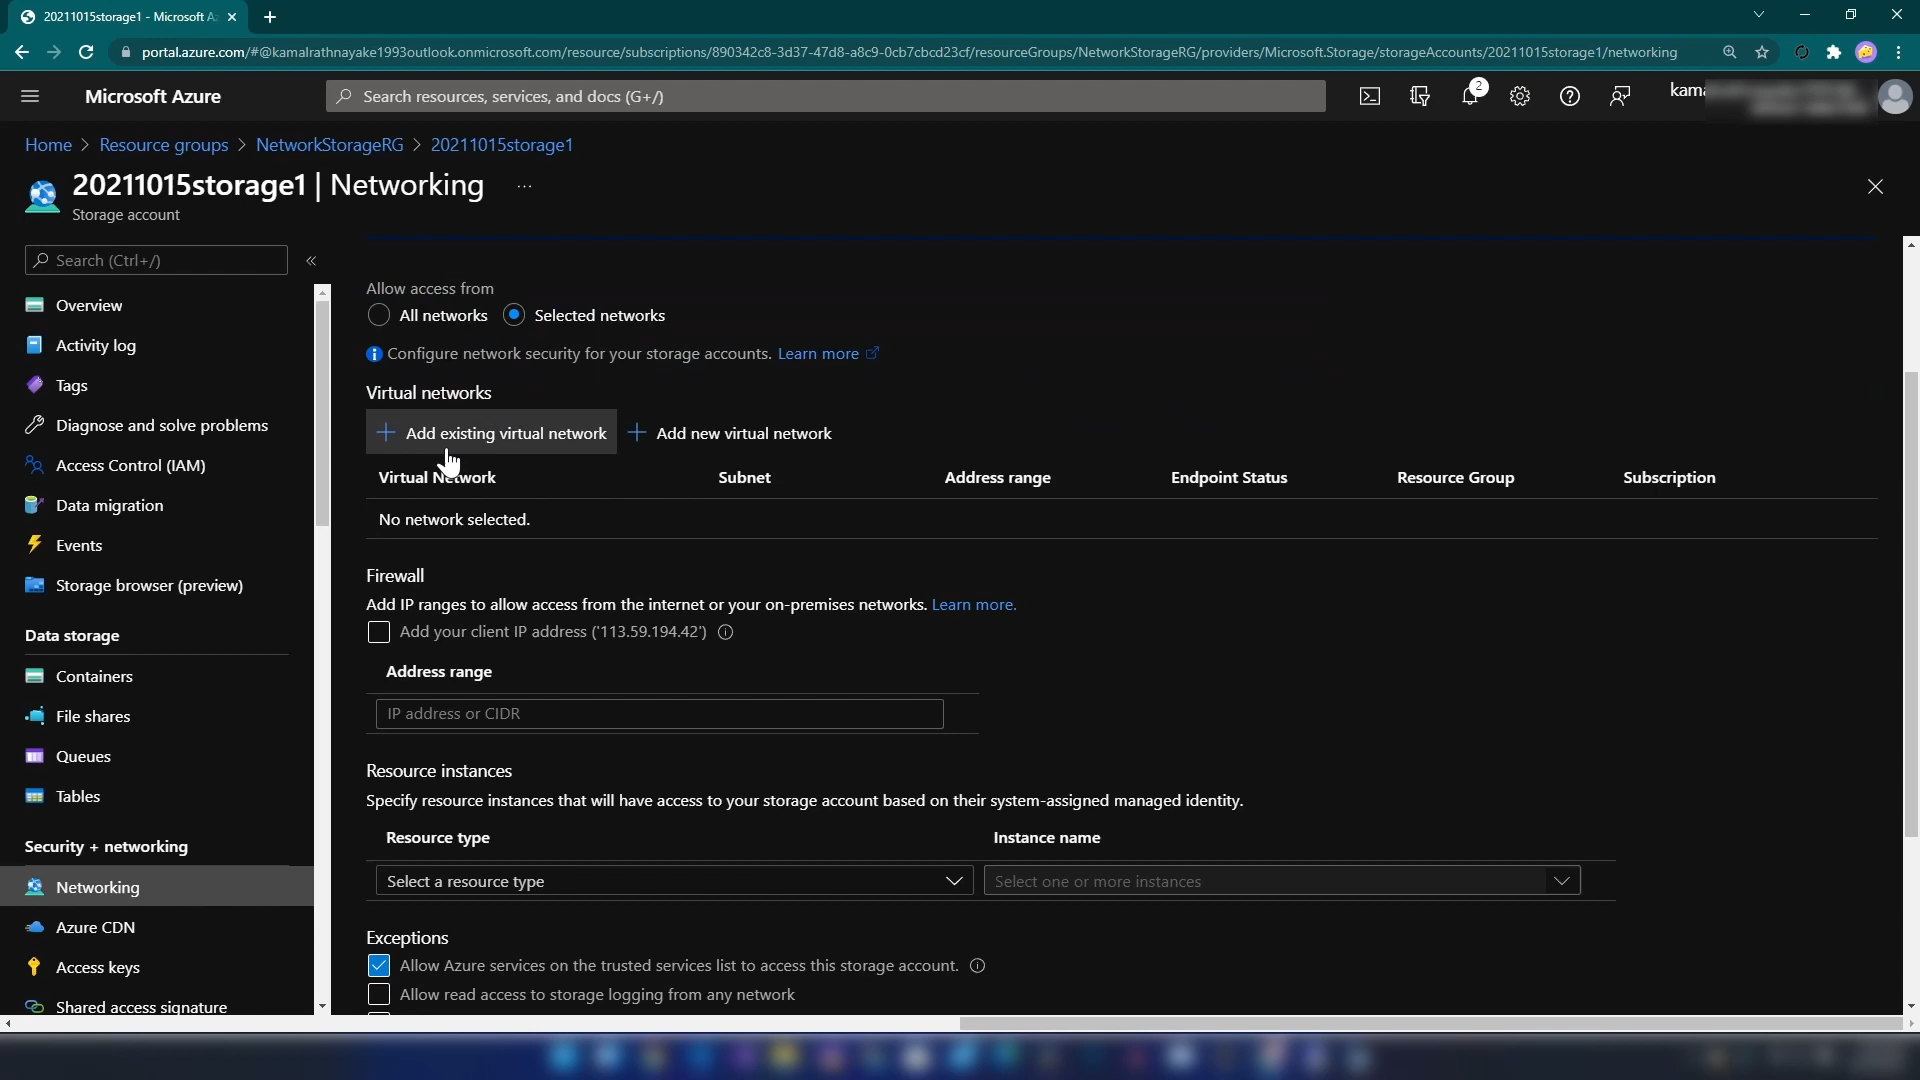 20211015storage1 - Microsoft Az
portal.azure.com/#@kamalrathnayake1993outlook.onmicrosoft.com/resource/subscriptions/890342c8-3d37-47d8-a8c9-0cb7cbcd23cf/resourceGroups/NetworkStorageRG/providers/Microsoft.Storage/storageAccounts/20211015storage1/networking
Microsoft Azure
Search resources, services, and docs (G+/)
2
kama
Home > Resource groups > NetworkStorageRG > 20211015storage1
20211015storage1 | Networking ...
Storage account
Search (Ctrl+/)
Overview
Activity log
Tags
Diagnose and solve problems
Access Control (IAM)
Data migration
Events
Storage browser (preview)
Data storage
Containers
File shares
Queues
Tables
Security + networking
Networking
Azure CDN
Access keys
Shared access signature
Allow access from
All networks Selected networks
Configure network security for your storage accounts. Learn more
Virtual networks
Add existing virtual network Add new virtual network
Virtual Network Subnet Address range Endpoint Status Resource Group Subscription
No network selected.
Firewall
Add IP ranges to allow access from the internet or your on-premises networks. Learn more.
Add your client IP address ('113.59.194.42')
Address range
IP address or CIDR
Resource instances
Specify resource instances that will have access to your storage account based on their system-assigned managed identity.
Resource type Instance name
Select a resource type Select one or more instances
Exceptions
Allow Azure services on the trusted services list to access this storage account.
Allow read access to storage logging from any network